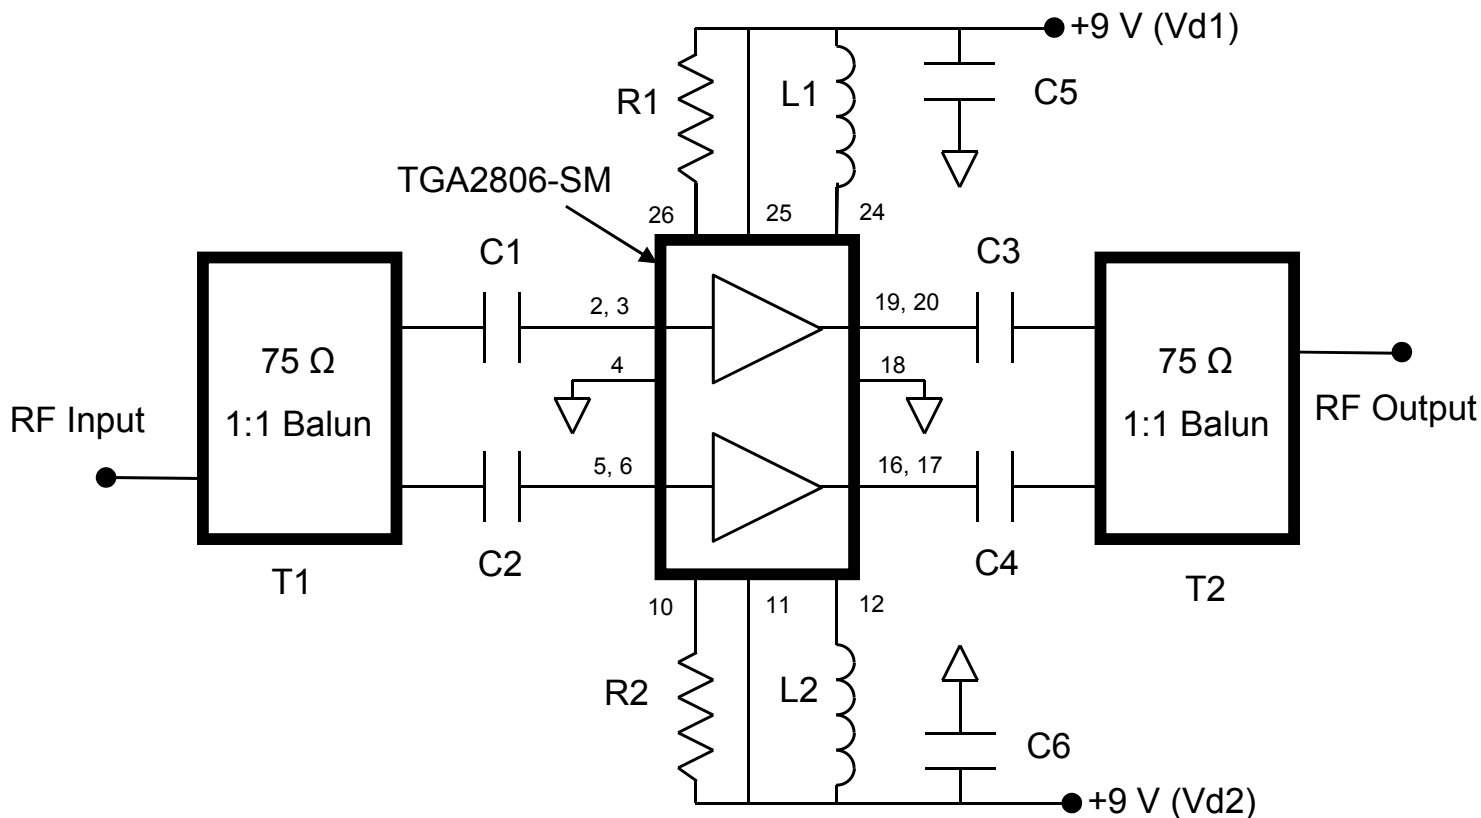 +9 V (Vd1)
R1
L1
C5
TGA2806-SM
26
25
24
C1
C3
2, 3
19, 20
75 Ω
1:1 Balun
4
18
75 Ω
1:1 Balun
RF Input
RF Output
5, 6
16, 17
C2
C4
T1
T2
10
11
12
R2
L2
C6
+9 V (Vd2)